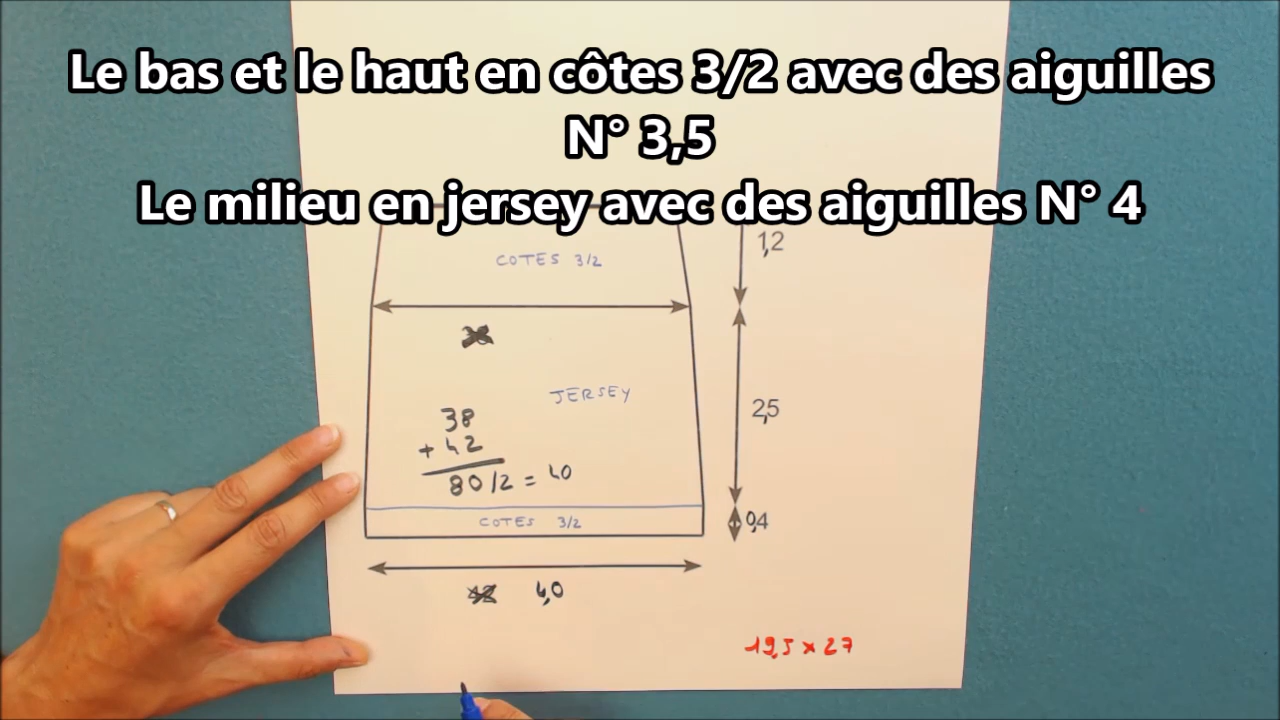 Le bas et le haut en côtes 3/2 avec des aiguilles
N° 3,5
Le milieu en jersey avec des aiguilles N° 4
1,2
COTES 3/2
JERSEY
2,5
38
+ 42
80/2 = 40
COTES 3/2
0,4
4,0
19,5 x 27